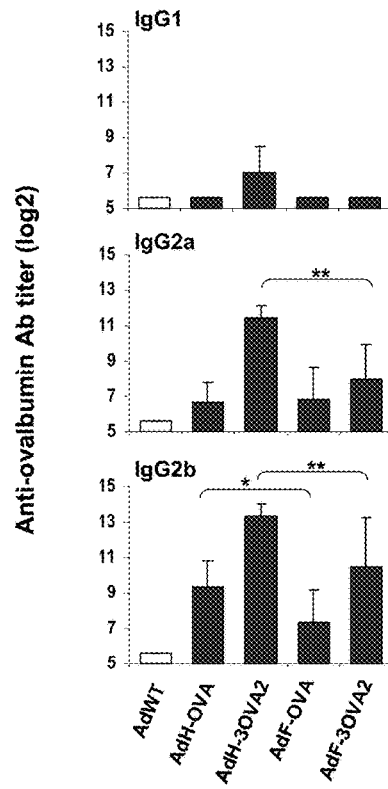 IgG1
15
13
11
9
7
5
IgG2a
15
13
11
9
7
5
**
IgG2b
15
13
11
9
7
5
*
**
Anti-ovalbumin Ab titer (log2)
AdWT
AdH-OVA
AdH-3OVA2
AdF-OVA
AdF-3OVA2